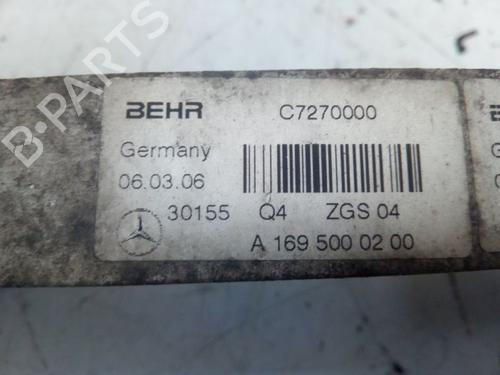 BEHR C7270000
Germany
06.03.06
30155 Q4 ZGS 04
A 169 500 02 00
B-PARTS